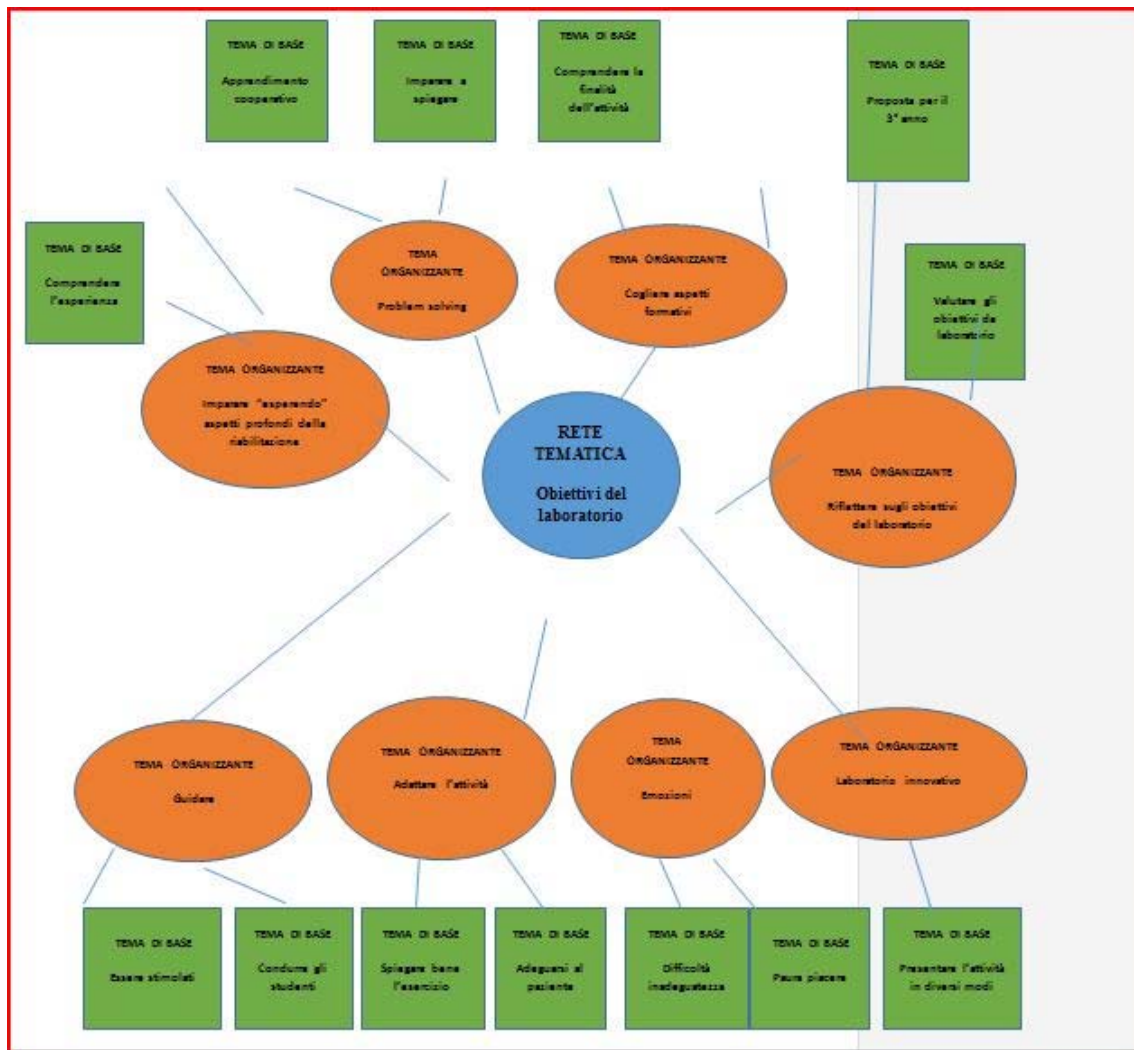 TEMA DI BASE
Apprendimento
cooperativo
TEMA DI BASE
Imparare a
spiegare
TEMA DI BASE
Comprendere la
finalità
dell'attività
TEMA DI BASE
Proposta per il
3° anno
TEMA DI BASE
Comprendere
l'esperienza
TEMA
ORGANIZZANTE
Problem solving
TEMA ORGANIZZANTE
Cogliere aspetti
formativi
TEMA DI BASE
Valutare gli
obiettivi de
laboratorio
TEMA ORGANIZZANTE
Imparare "esperendo"
aspetti profondi della
riabilitazione
RETE
TEMATICA
Obiettivi del
laboratorio
TEMA ORGANIZZANTE
Riflettere sugli obiettivi
del laboratorio
TEMA ORGANIZZANTE
Guidare
TEMA ORGANIZZANTE
Adattare l'attività
TEMA
ORGANIZZANTE
Emozioni
TEMA ORGANIZZANTE
Laboratorio innovativo
TEMA DI BASE
Essere stimolati
TEMA DI BASE
Condurre gli
studenti
TEMA DI BASE
Spiegare bene
l'esercizio
TEMA DI BASE
Adeguarsi al
paziente
TEMA DI BASE
Difficoltà
inadeguatezza
TEMA DI BASE
Paura piacere
TEMA DI BASE
Presentare l'attività
in diversi modi